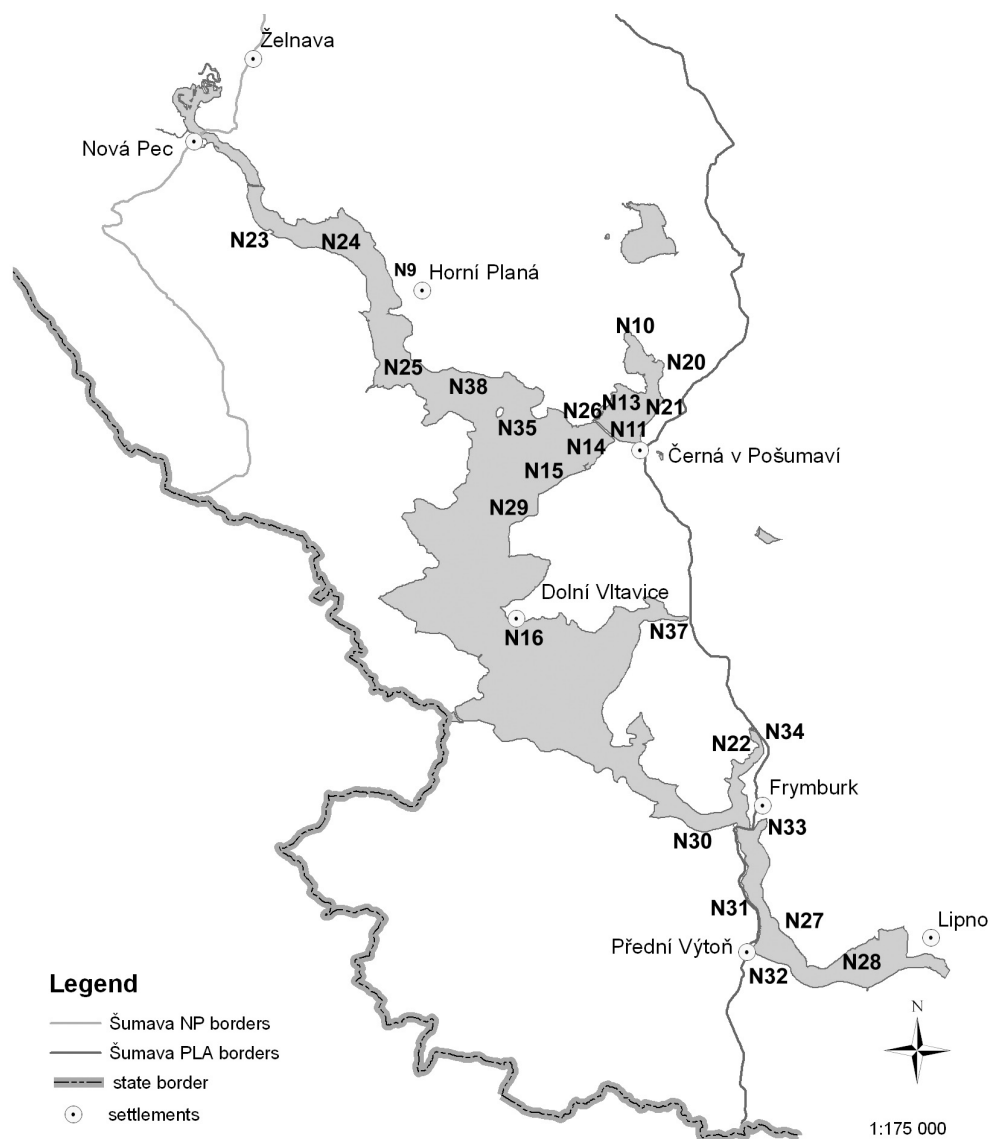 Želnava
Nová Pec
N23
N24
N9
Horní Planá
N10
N25
N20
N38
N13
N26
N21
N35
N11
N14
Černá v Pošumaví
N15
N29
Dolní Vltavice
N16
N37
N34
N22
Frymburk
N33
N30
N31
N27
Lipno
Přední Výtoň
N28
N32
Legend
Šumava NP borders
Šumava PLA borders
state border
settlements
N
1:175 000